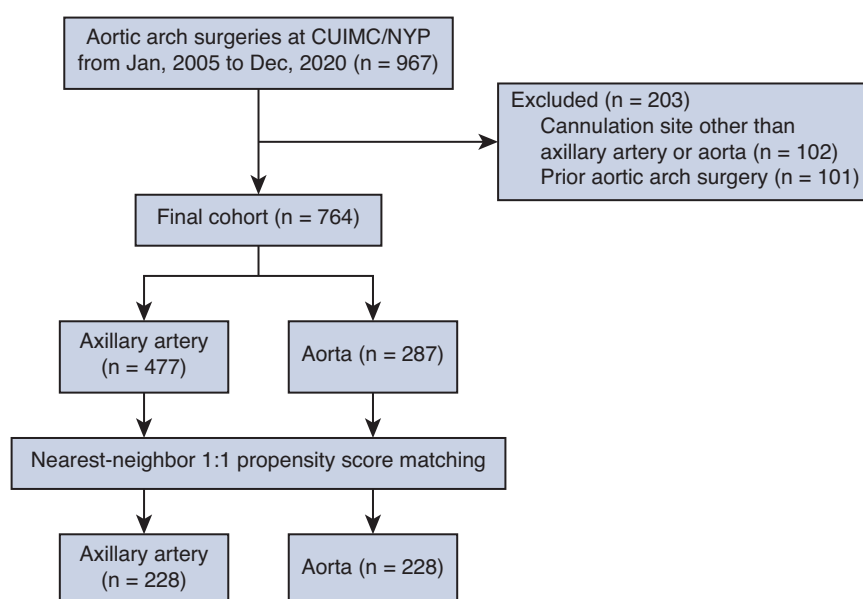 Aortic arch surgeries at CUIMC/NYP
from Jan, 2005 to Dec, 2020 (n = 967)
Excluded (n = 203)
Cannulation site other than
axillary artery or aorta (n = 102)
Prior aortic arch surgery (n = 101)
Final cohort (n = 764)
Axillary artery
(n = 477)
Aorta (n = 287)
Nearest-neighbor 1:1 propensity score matching
Axillary artery
(n = 228)
Aorta (n = 228)